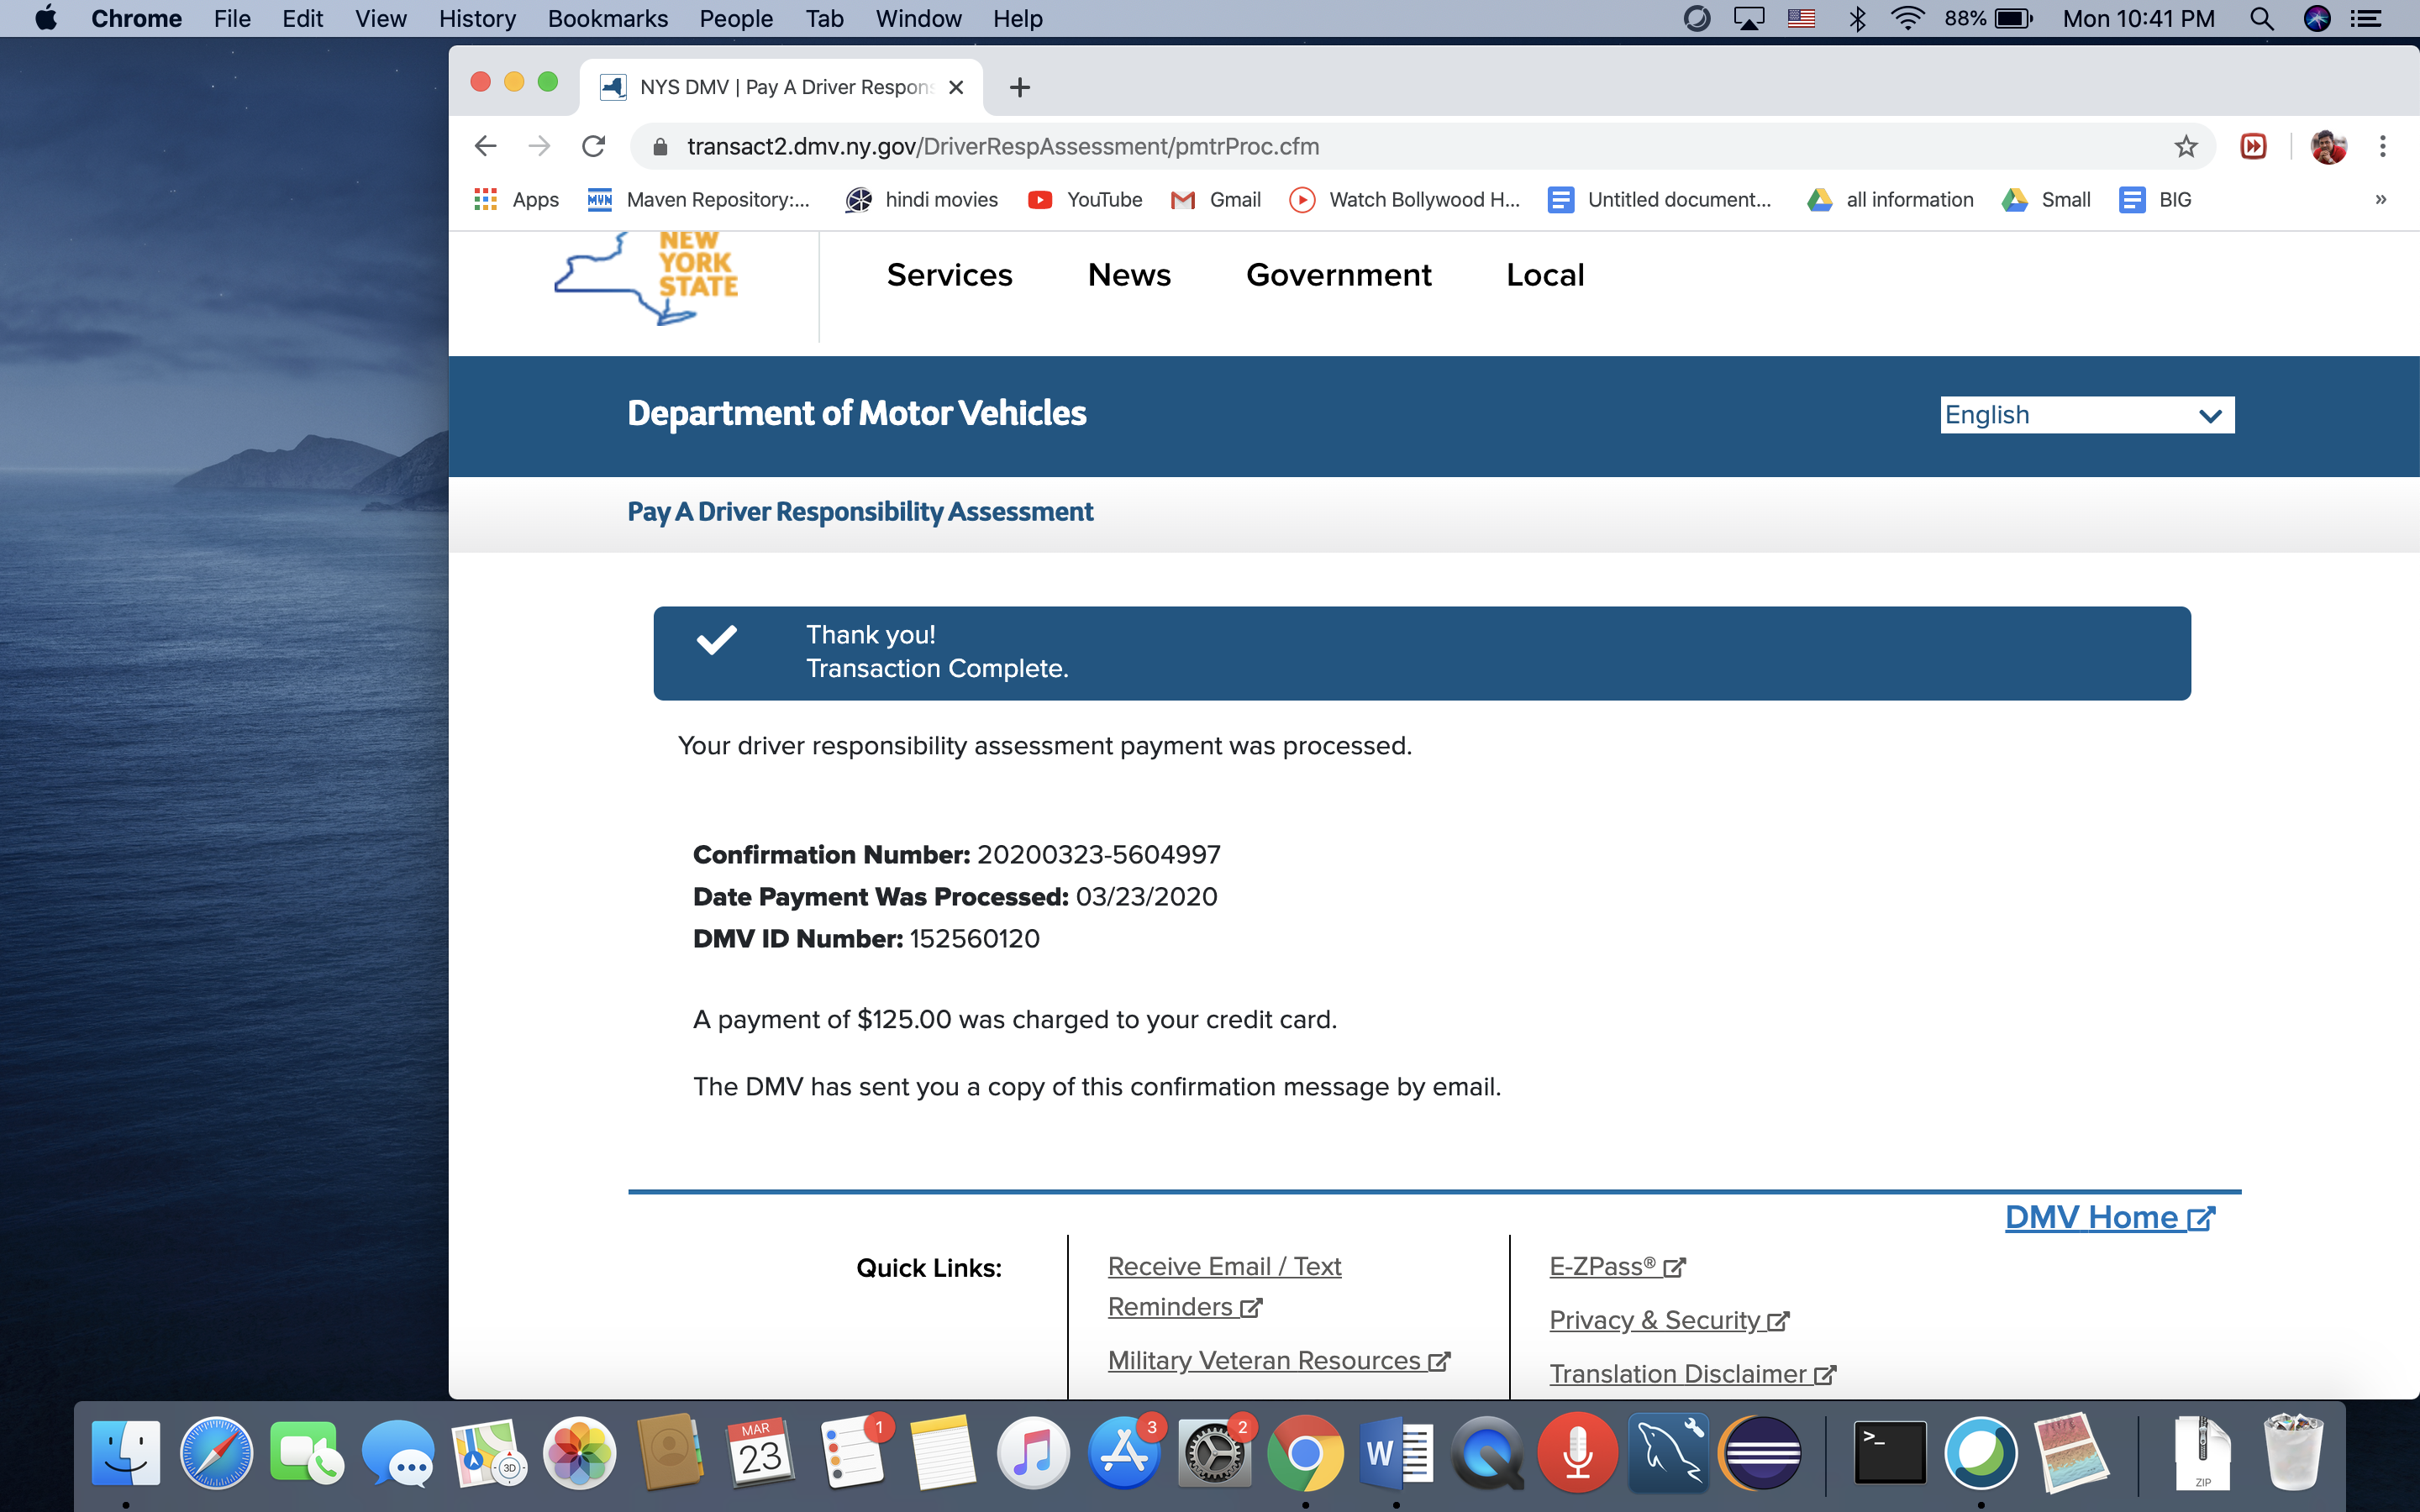 Chrome File Edit View History Bookmarks People Tab Window Help 88% Mon 10:41 PM
NYS DMV | Pay A Driver Respons
transact2.dmv.ny.gov/DriverRespAssessment/pmtrProc.cfm
Apps MVN Maven Repository:... hindi movies YouTube Gmail Watch Bollywood H... Untitled document... all information Small BIG »
NEW
YORK
STATE
Services News Government Local
Department of Motor Vehicles
English
Pay A Driver Responsibility Assessment
Thank you!
Transaction Complete.
Your driver responsibility assessment payment was processed.
Confirmation Number: 20200323-5604997
Date Payment Was Processed: 03/23/2020
DMV ID Number: 152560120
A payment of $125.00 was charged to your credit card.
The DMV has sent you a copy of this confirmation message by email.
DMV Home
Quick Links:
Receive Email / Text
Reminders
Military Veteran Resources
E-ZPass®
Privacy & Security
Translation Disclaimer
3D
MAR
23
1
3
2
W
>_
ZIP